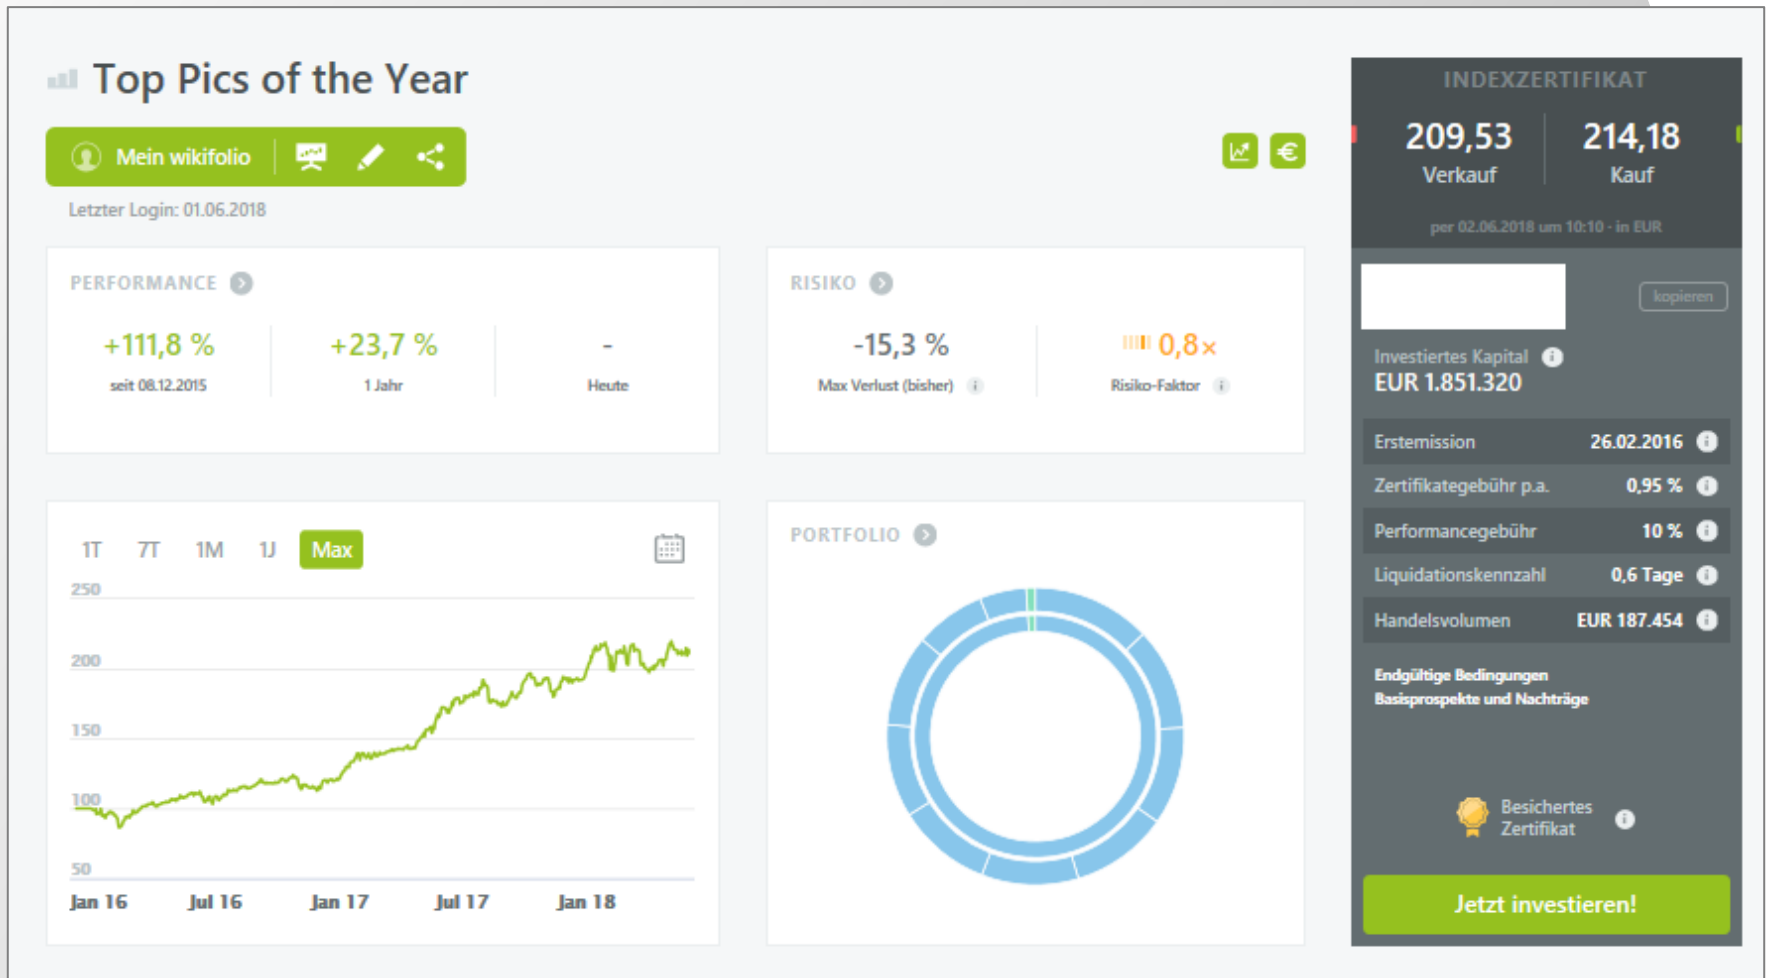 Top Pics of the Year
Mein wikifolio
Letzter Login: 01.06.2018
PERFORMANCE
+111,8 %
seit 08.12.2015
+23,7 %
1 Jahr
-
Heute
RISIKO
-15,3 %
Max Verlust (bisher)
0,8×
Risiko-Faktor
1T 7T 1M 1J Max
250
200
150
100
50
Jan 16 Jul 16 Jan 17 Jul 17 Jan 18
PORTFOLIO
INDEXZERTIFIKAT
209,53
Verkauf
214,18
Kauf
per 02.06.2018 um 10:10 - in EUR
kopieren
Investiertes Kapital
EUR 1.851.320
Erstemission 26.02.2016
Zertifikategebühr p.a. 0,95 %
Performancegebühr 10 %
Liquidationskennzahl 0,6 Tage
Handelsvolumen EUR 187.454
Endgültige Bedingungen
Basisprospekte und Nachträge
Besichertes
Zertifikat
Jetzt investieren!